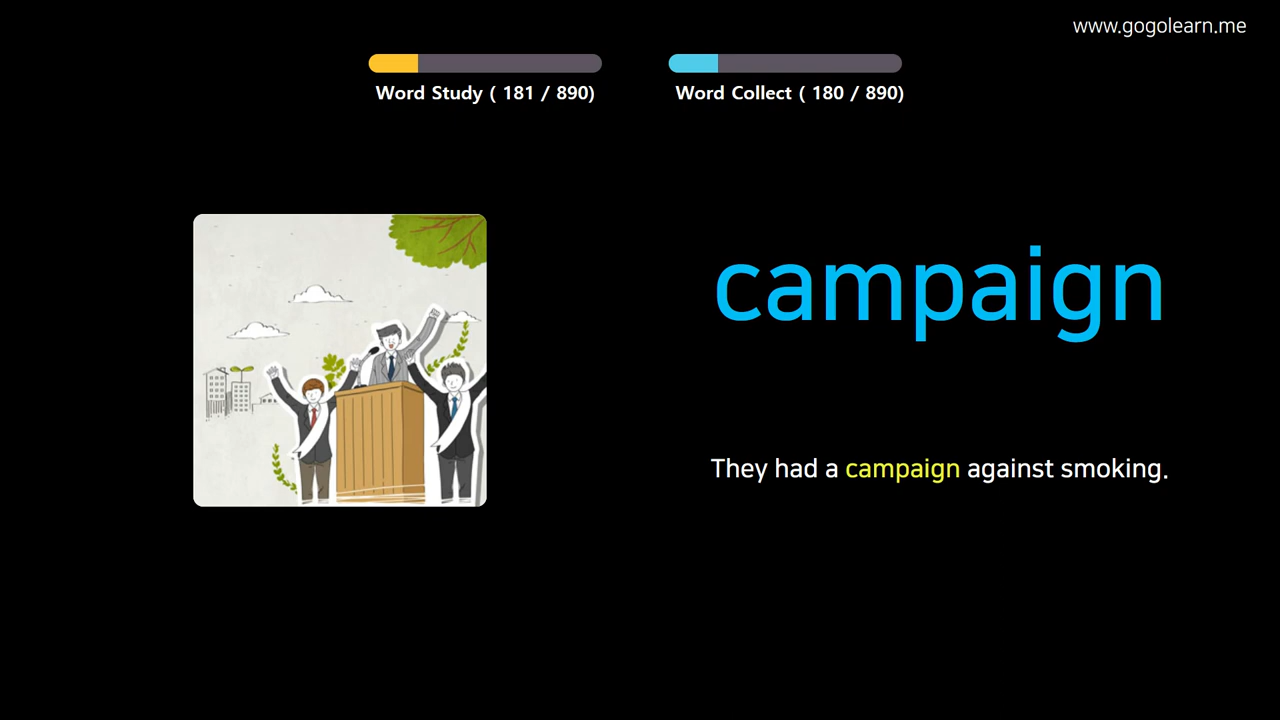 www.gogolearn.me
Word Study ( 181 / 890)
Word Collect ( 180 / 890)
campaign
They had a campaign against smoking.